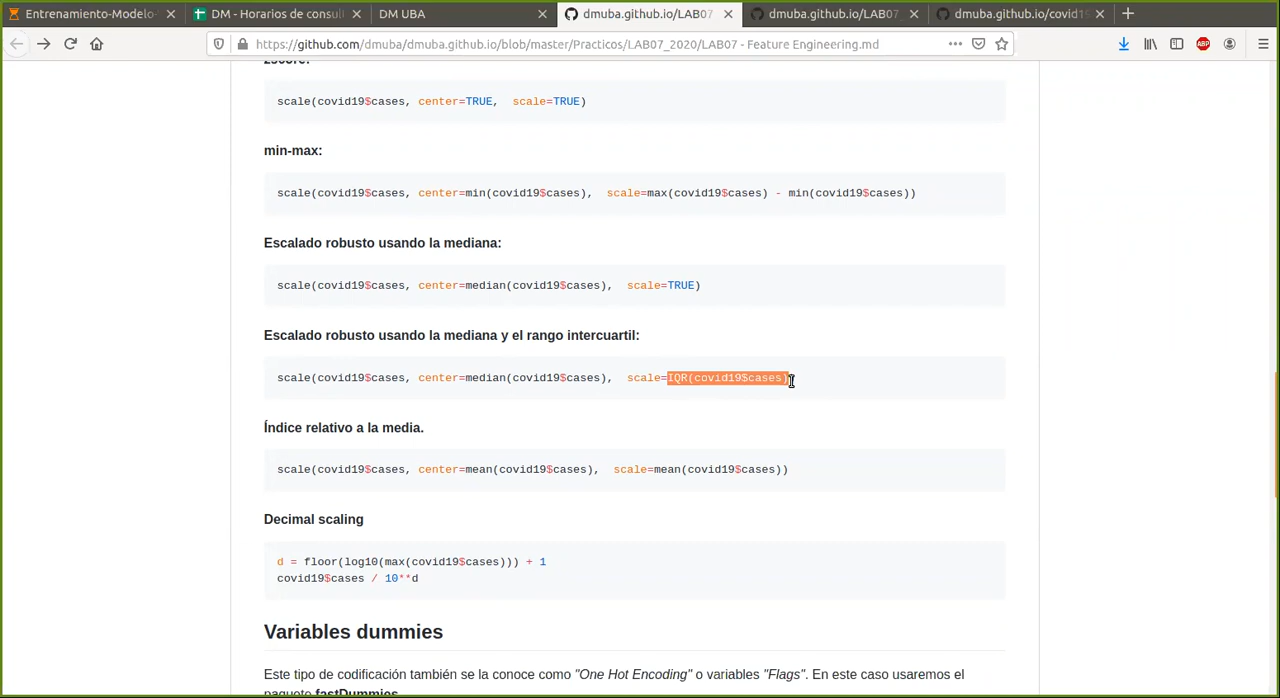 Entrenamiento-Modelo-
DM - Horarios de consult
DM UBA
dmuba.github.io/LAB07
dmuba.github.io/LAB07_
dmuba.github.io/covid19
https://github.com/dmuba/dmuba.github.io/blob/master/Practicos/LAB07_2020/LAB07 - Feature Engineering.md
ABP
zscore:
scale(covid19$cases, center=TRUE, scale=TRUE)
min-max:
scale(covid19$cases, center=min(covid19$cases), scale=max(covid19$cases) - min(covid19$cases))
Escalado robusto usando la mediana:
scale(covid19$cases, center=median(covid19$cases), scale=TRUE)
Escalado robusto usando la mediana y el rango intercuartil:
scale(covid19$cases, center=median(covid19$cases), scale=IQR(covid19$cases)
Índice relativo a la media.
scale(covid19$cases, center=mean(covid19$cases), scale=mean(covid19$cases))
Decimal scaling
d = floor(log10(max(covid19$cases))) + 1
covid19$cases / 10**d
Variables dummies
Este tipo de codificación también se la conoce como "One Hot Encoding" o variables "Flags". En este caso usaremos el
paquete fastDummies